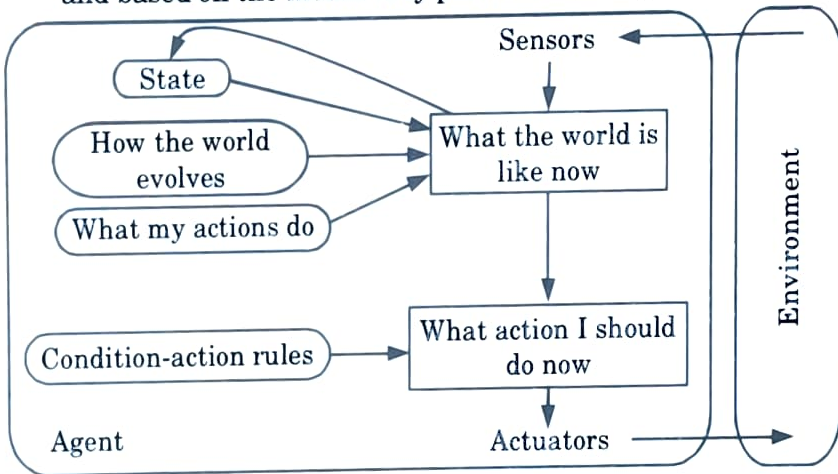 Sensors
State
How the world
evolves
What the world is
like now
What my actions do
Environment
What action I should
do now
Condition-action rules
Agent
Actuators